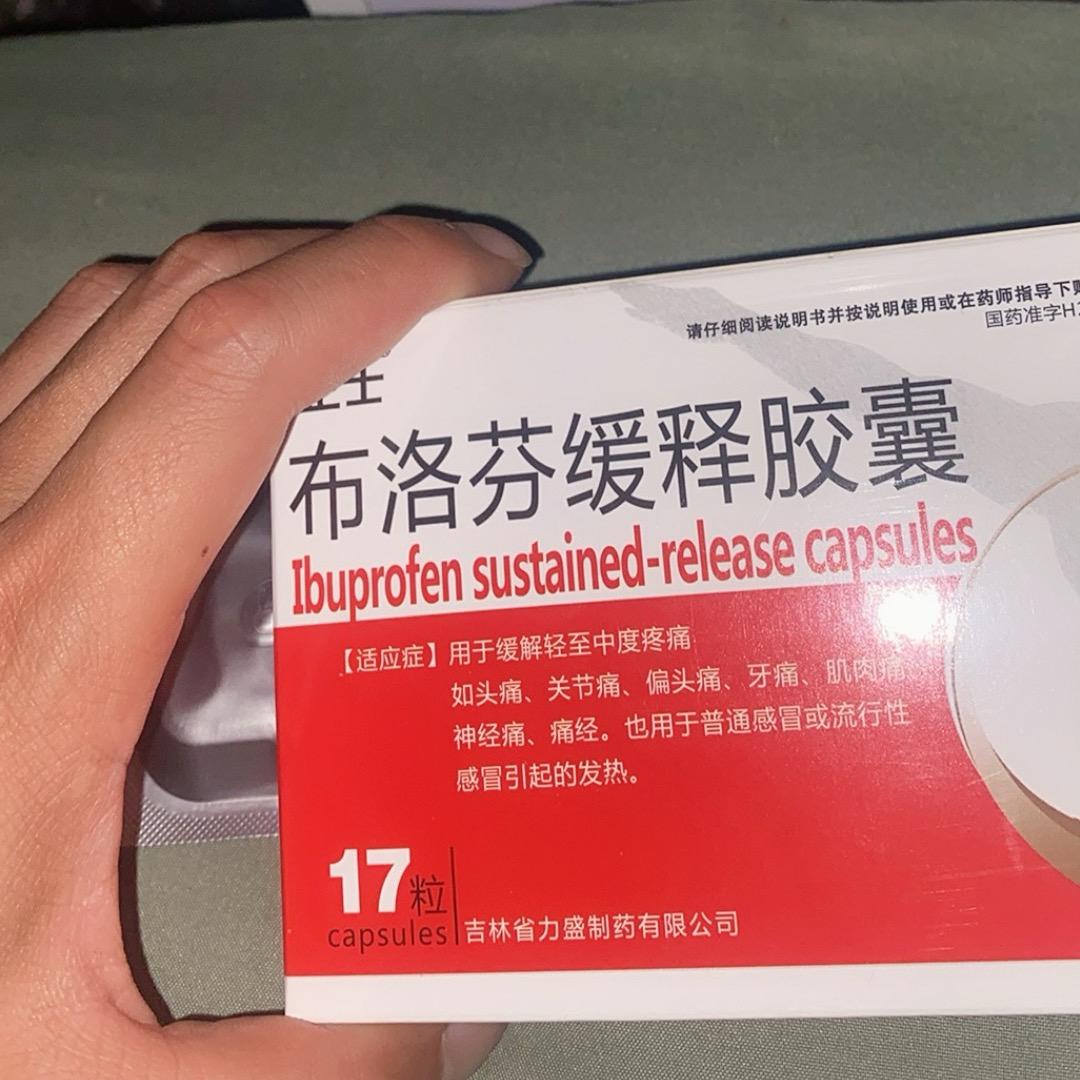 请仔细阅读说明书并按说明使用或在药师指导下购
国药准字H
士
布洛芬缓释胶囊
Ibuprofen sustained-release capsules
【适应症】用于缓解轻至中度疼痛
如头痛、关节痛、偏头痛、牙痛、肌肉痛
神经痛、痛经。也用于普通感冒或流行性
感冒引起的发热。
17粒
capsules
吉林省力盛制药有限公司